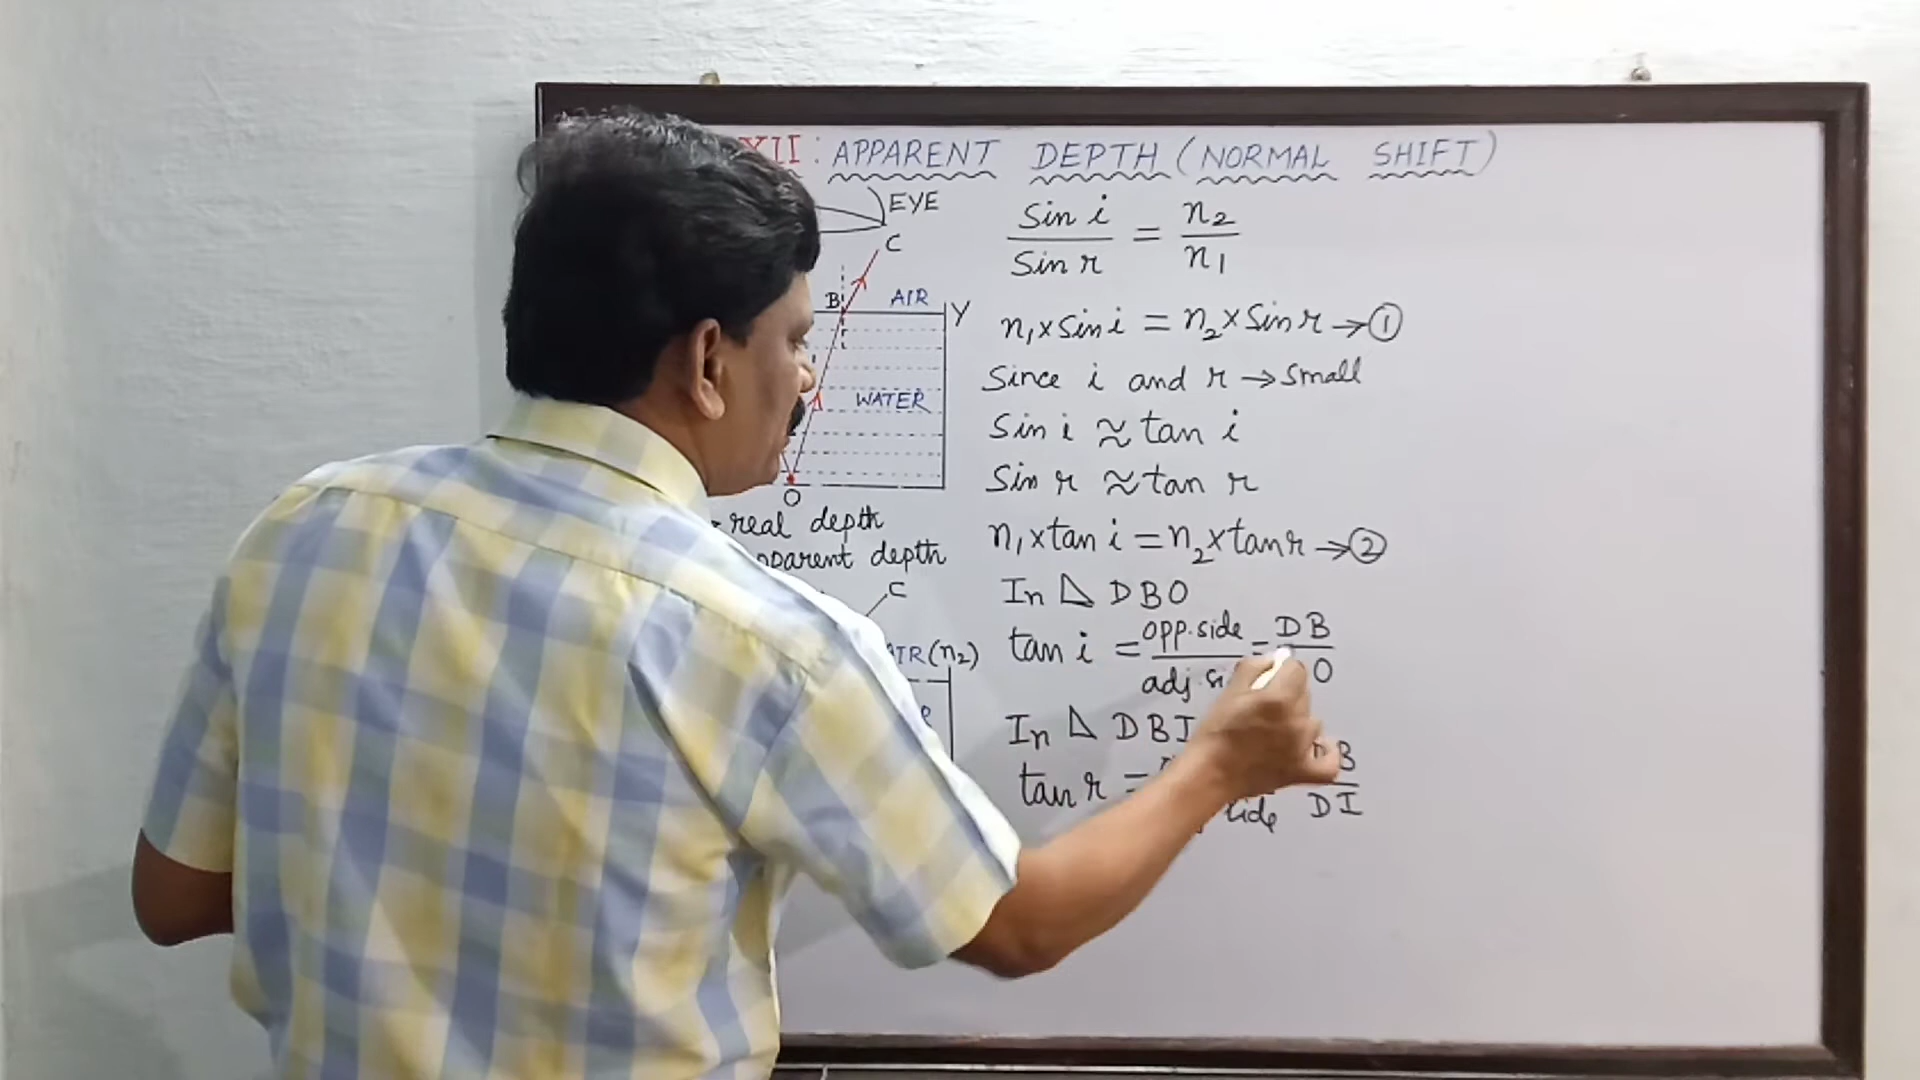 XII: APPARENT DEPTH (NORMAL SHIFT)
EYE
C
B
AIR
Y
WATER
O
real depth
apparent depth
C
AIR (n2)
Sin i / Sin r = n2 / n1
n1 x Sin i = n2 x Sin r → ①
Since i and r → Small
Sin i ≈ tan i
Sin r ≈ tan r
n1 x tan i = n2 x tan r → ②
In ⊿ DBO
tan i = opp. side / adj. = DB / O
In ⊿ DBI
tan r = side B / DI